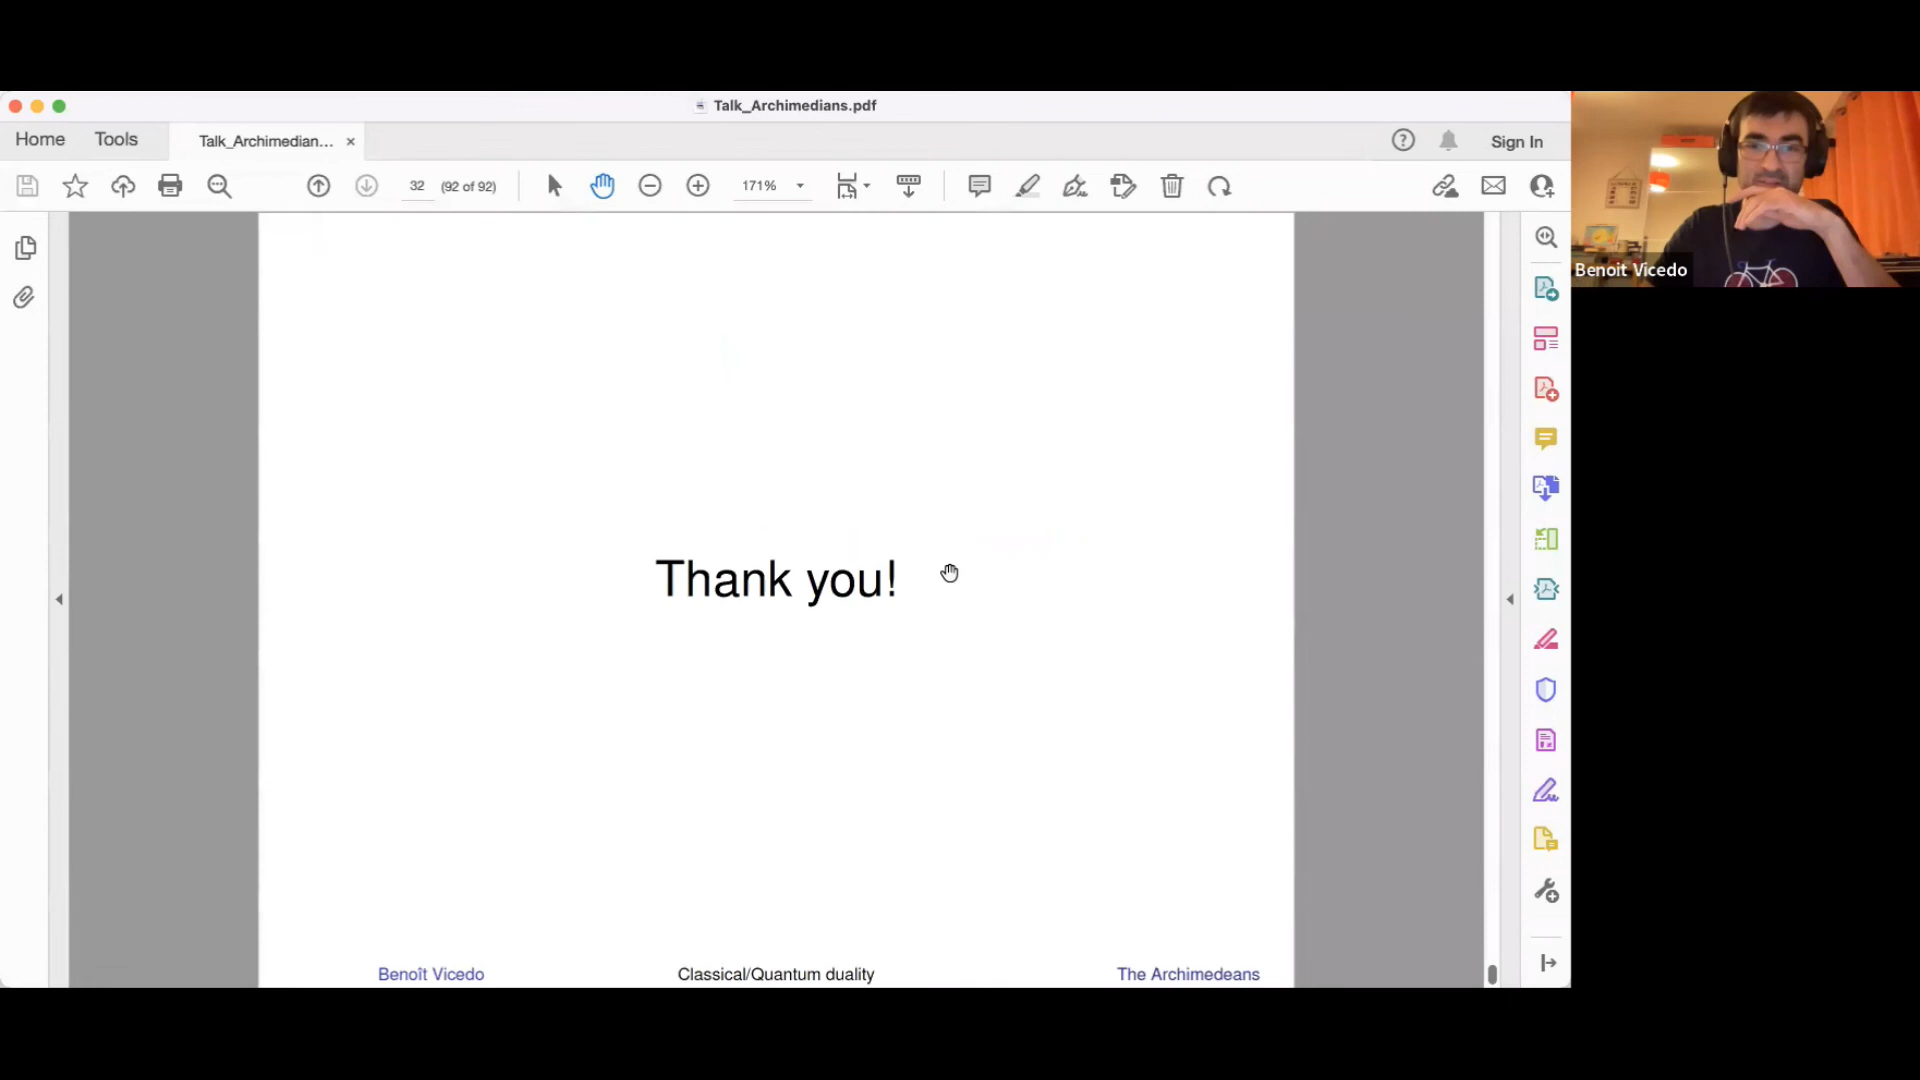 Talk_Archimedians.pdf
Home Tools Talk_Archimedian... × Sign In
32 (92 of 92) 171%
Benoit Vicedo
Thank you!
Benoît Vicedo Classical/Quantum duality The Archimedeans